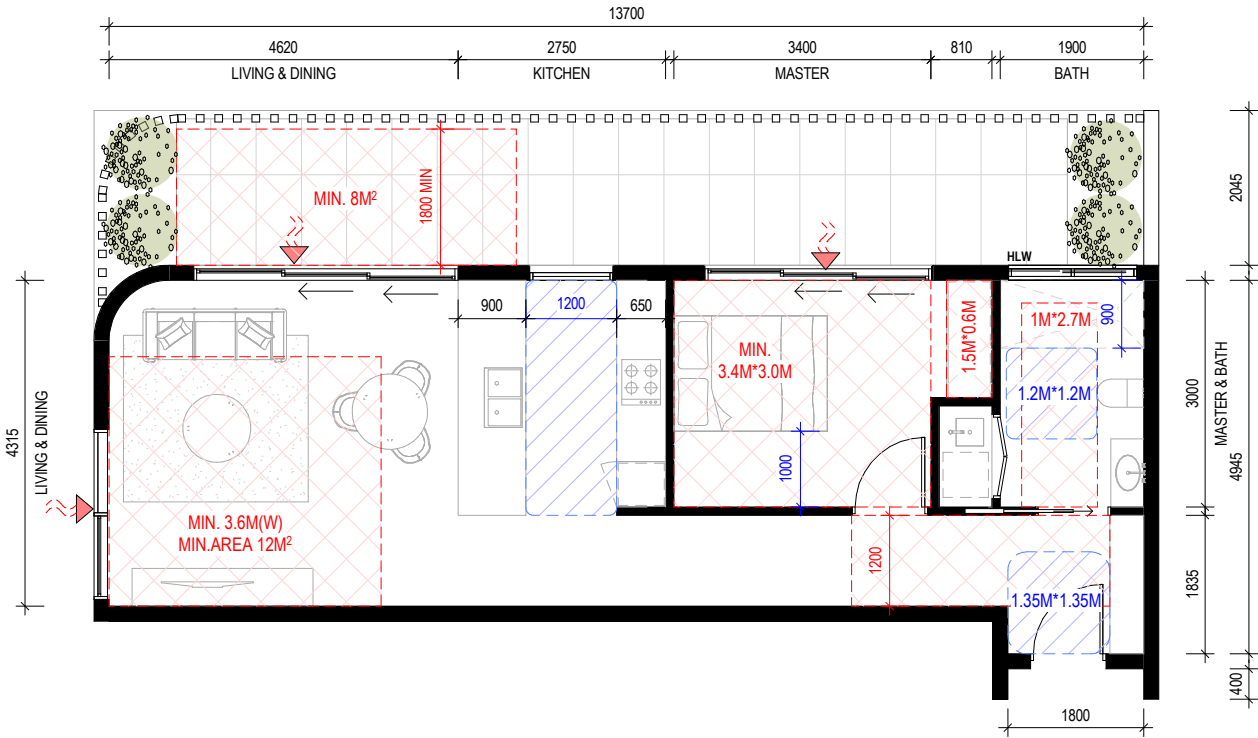 13700
4620
2750
3400
810
1900
LIVING & DINING
KITCHEN
MASTER
BATH
MIN. 8M²
1800 MIN
2045
HLW
900
1200
650
900
MIN.
3.4M*3.0M
1.5M*0.6M
1M*2.7M
1.2M*1.2M
3000
MASTER & BATH
4945
4315
LIVING & DINING
1000
MIN. 3.6M(W)
MIN.AREA 12M²
1200
1.35M*1.35M
1835
400
1800